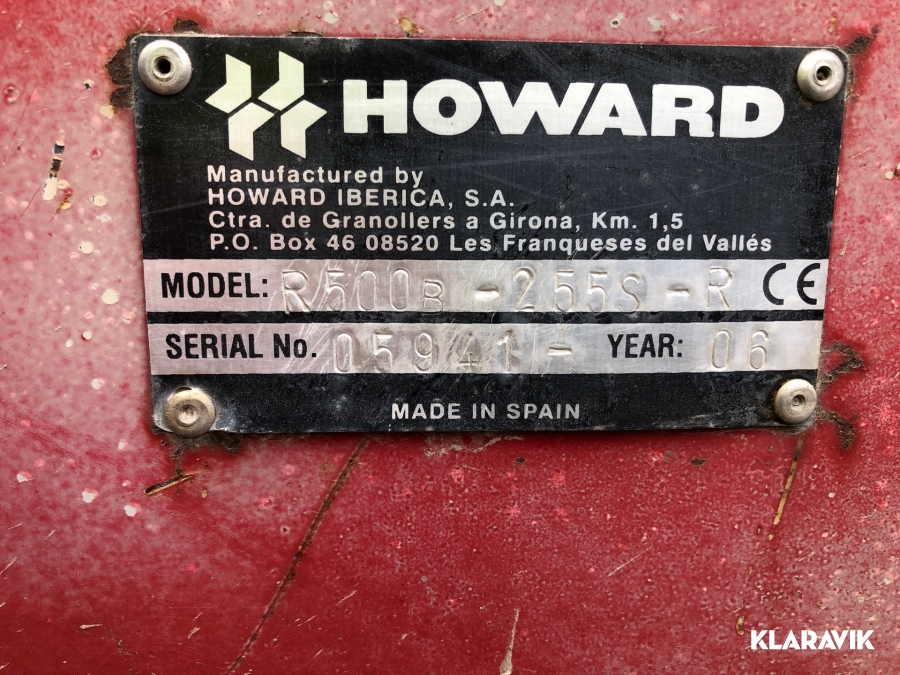 HOWARD
Manufactured by
HOWARD IBERICA, S.A.
Ctra. de Granollers a Girona, Km. 1,5
P.O. Box 46 08520 Les Franqueses del Vallés
MODEL: R500B -255S-R CE
SERIAL No. 05941- YEAR: 06
MADE IN SPAIN
KLARAVIK